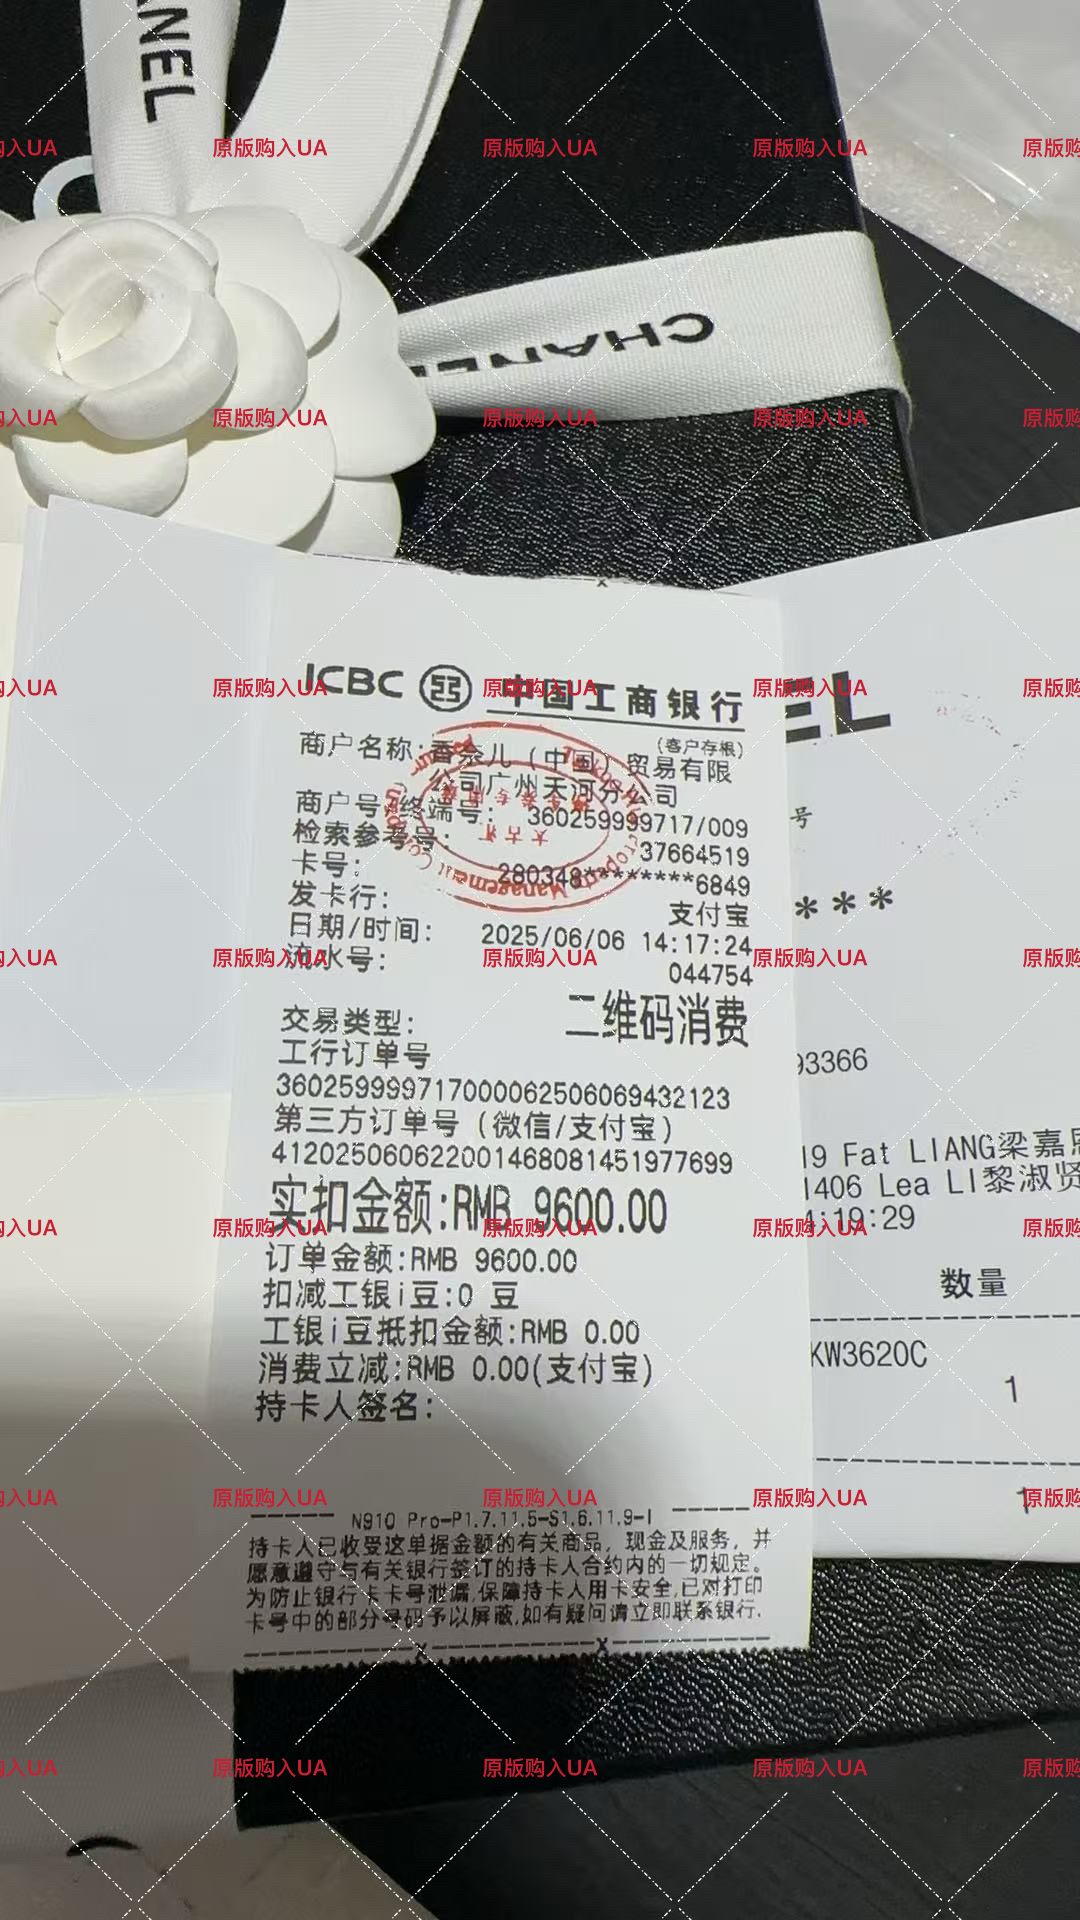 CHANEL
原版购入UA
ICBC 中国工商银行
(客户存根)
商户名称:香奈儿(中国)贸易有限
公司广州天河分公司
商户号/终端号: 360259999717/009
检索参考号: 37664519
卡号: 280348********6849
发卡行: 支付宝
日期/时间: 2025/06/06 14:17:24
流水号: 044754
交易类型: 二维码消费
工行订单号
360259999717000062506069432123
第三方订单号(微信/支付宝)
412025060622001468081451977699
实扣金额:RMB 9600.00
订单金额:RMB 9600.00
扣减工银i豆:0 豆
工银i豆抵扣金额:RMB 0.00
消费立减:RMB 0.00(支付宝)
持卡人签名:
N910 Pro-P1.7.11.5-S1.6.11.9-I
持卡人已收受这单据金额的有关商品，现金及服务，并
愿意遵守与有关银行签订的持卡人合约内的一切规定。
为防止银行卡卡号泄漏,保障持卡人用卡安全,已对打印
卡号中的部分号码予以屏蔽,如有疑问请立即联系银行.
EL
号
***
93366
19 Fat LIANG梁嘉恩
1406 Lea LI黎淑贤
4:19:29
数量
KW3620C
1
1